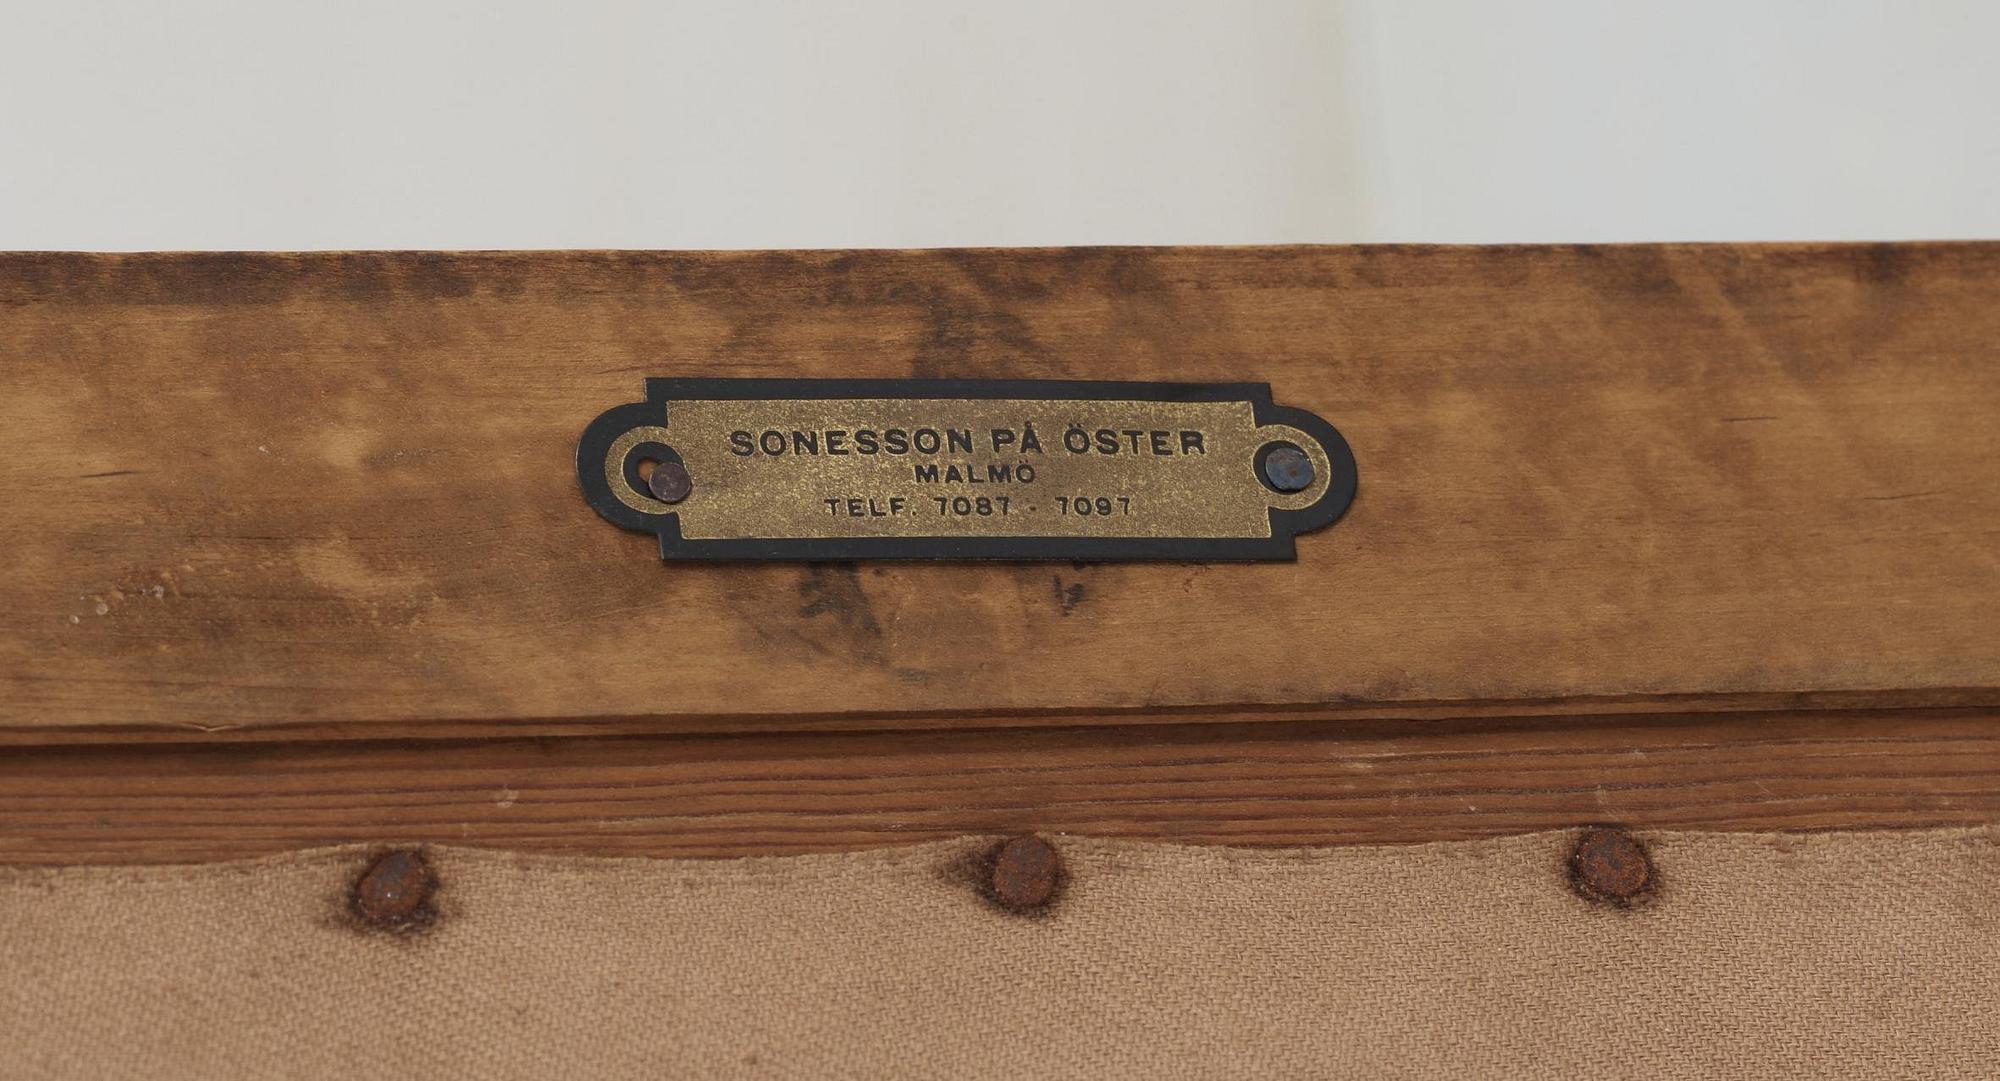 SONESSON PÅ ÖSTER
MALMÖ
TELF. 7087 - 7097